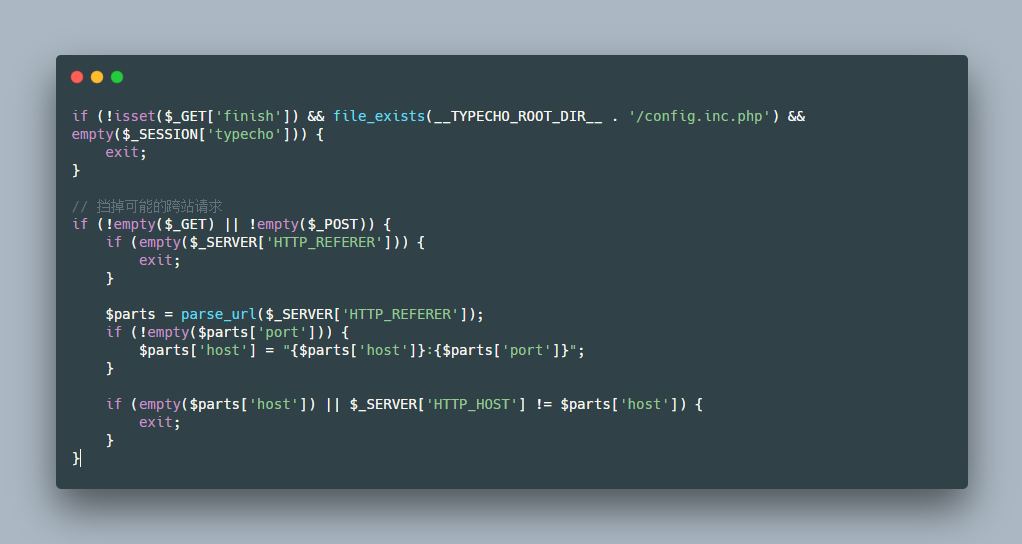 if (!isset($_GET['finish']) && file_exists(__TYPECHO_ROOT_DIR__ . '/config.inc.php') &&
empty($_SESSION['typecho'])) {
    exit;
}

// 挡掉可能的跨站请求
if (!empty($_GET) || !empty($_POST)) {
    if (empty($_SERVER['HTTP_REFERER'])) {
        exit;
    }

    $parts = parse_url($_SERVER['HTTP_REFERER']);
    if (!empty($parts['port'])) {
        $parts['host'] = "{$parts['host']}:{$parts['port']}";
    }

    if (empty($parts['host']) || $_SERVER['HTTP_HOST'] != $parts['host']) {
        exit;
    }
}